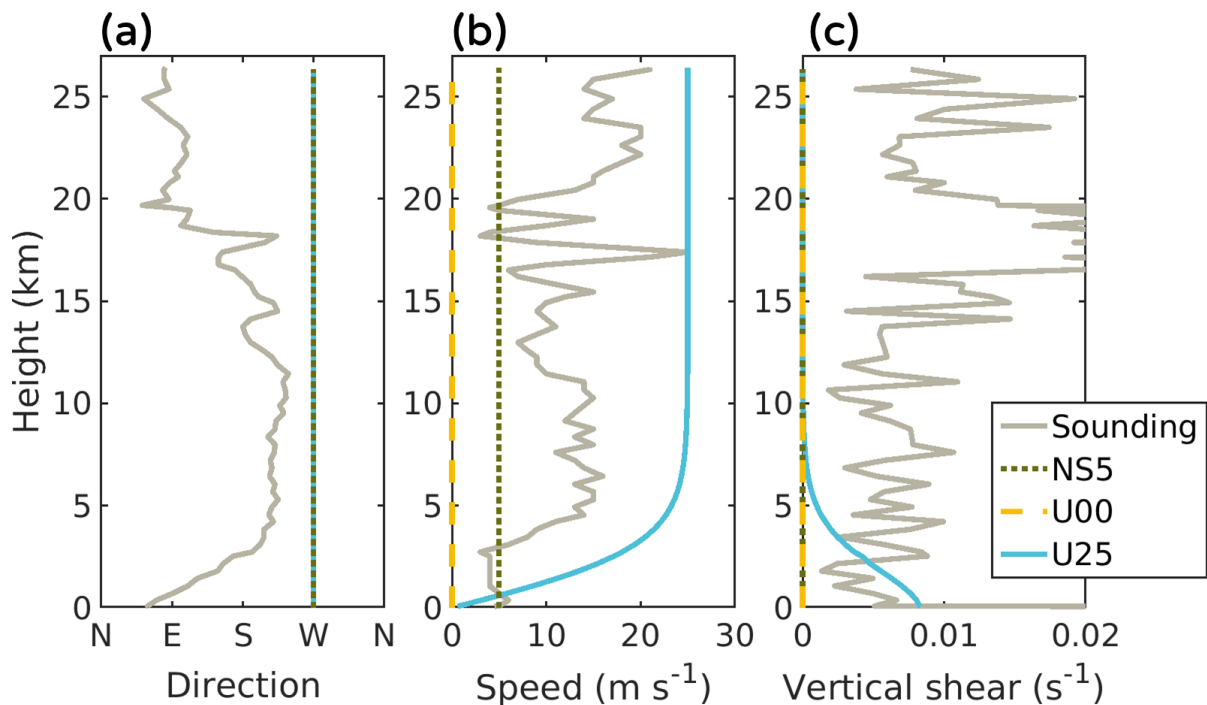 (a)
(b)
(c)
Height (km)
25
20
15
10
5
0
N E S W N
Direction
25
20
15
10
5
0
0 10 20 30
Speed (m s⁻¹)
25
20
15
10
5
0
0 0.01 0.02
Vertical shear (s⁻¹)
Sounding
NS5
U00
U25